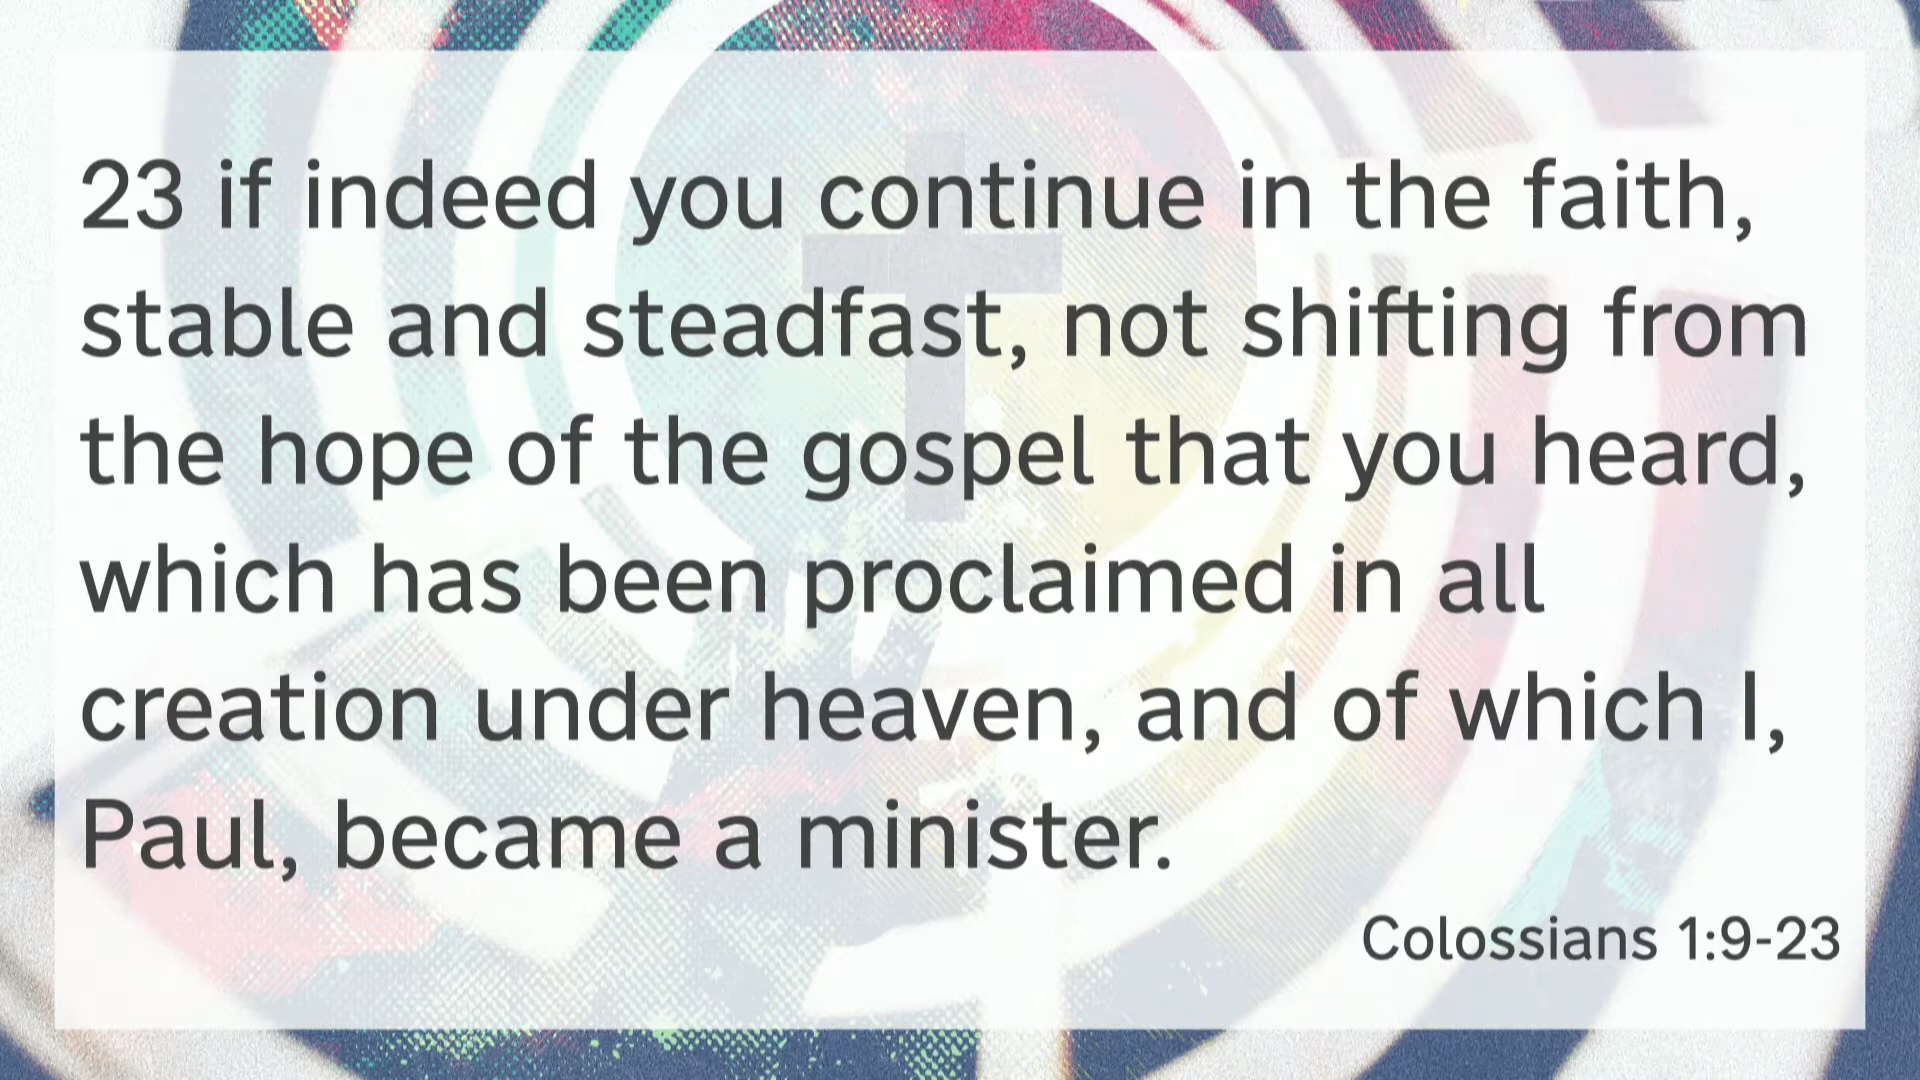 23 if indeed you continue in the faith,
stable and steadfast, not shifting from
the hope of the gospel that you heard,
which has been proclaimed in all
creation under heaven, and of which I,
Paul, became a minister.
Colossians 1:9-23